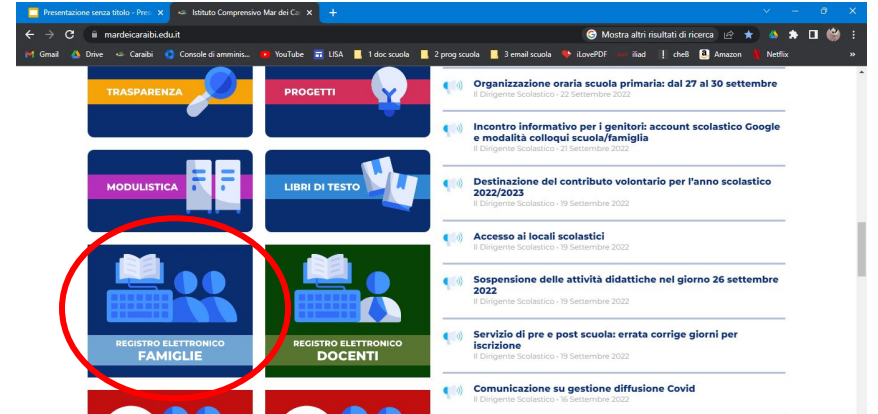 Presentazione senza titolo - Pres
Istituto Comprensivo Mar dei Car
mardeicaraibi.edu.it
Mostra altri risultati di ricerca
Gmail
Drive
Caraibi
Console di amminis...
YouTube
LISA
1 doc scuola
2 prog scuola
3 email scuola
iLovePDF
iliad
cheB
Amazon
Netflix
»
TRASPARENZA
PROGETTI
MODULISTICA
LIBRI DI TESTO
REGISTRO ELETTRONICO
FAMIGLIE
REGISTRO ELETTRONICO
DOCENTI
Organizzazione oraria scuola primaria: dal 27 al 30 settembre
Il Dirigente Scolastico - 22 Settembre 2022
Incontro informativo per i genitori: account scolastico Google
e modalità colloqui scuola/famiglia
Il Dirigente Scolastico - 21 Settembre 2022
Destinazione del contributo volontario per l'anno scolastico
2022/2023
Il Dirigente Scolastico - 19 Settembre 2022
Accesso ai locali scolastici
Il Dirigente Scolastico - 19 Settembre 2022
Sospensione delle attività didattiche nel giorno 26 settembre
2022
Il Dirigente Scolastico - 19 Settembre 2022
Servizio di pre e post scuola: errata corrige giorni per
iscrizione
Il Dirigente Scolastico - 19 Settembre 2022
Comunicazione su gestione diffusione Covid
Il Dirigente Scolastico - 16 Settembre 2022